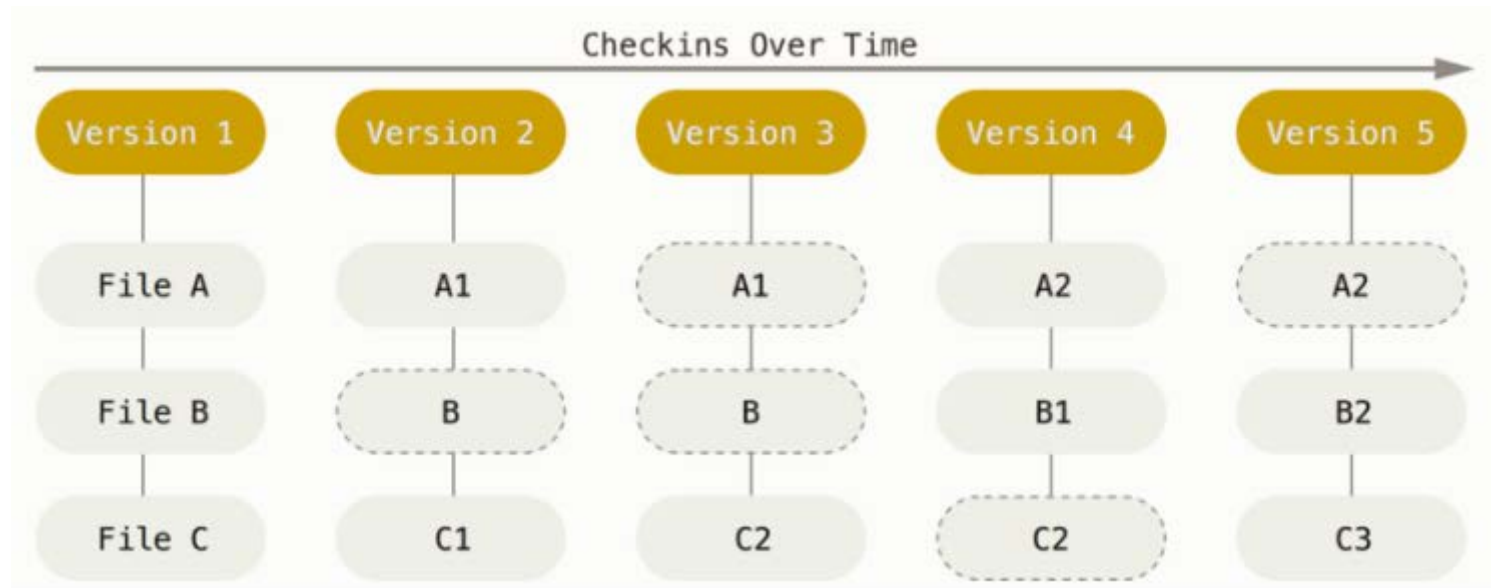 Checkins Over Time
Version 1 Version 2 Version 3 Version 4 Version 5
File A A1 A1 A2 A2
File B B B B1 B2
File C C1 C2 C2 C3